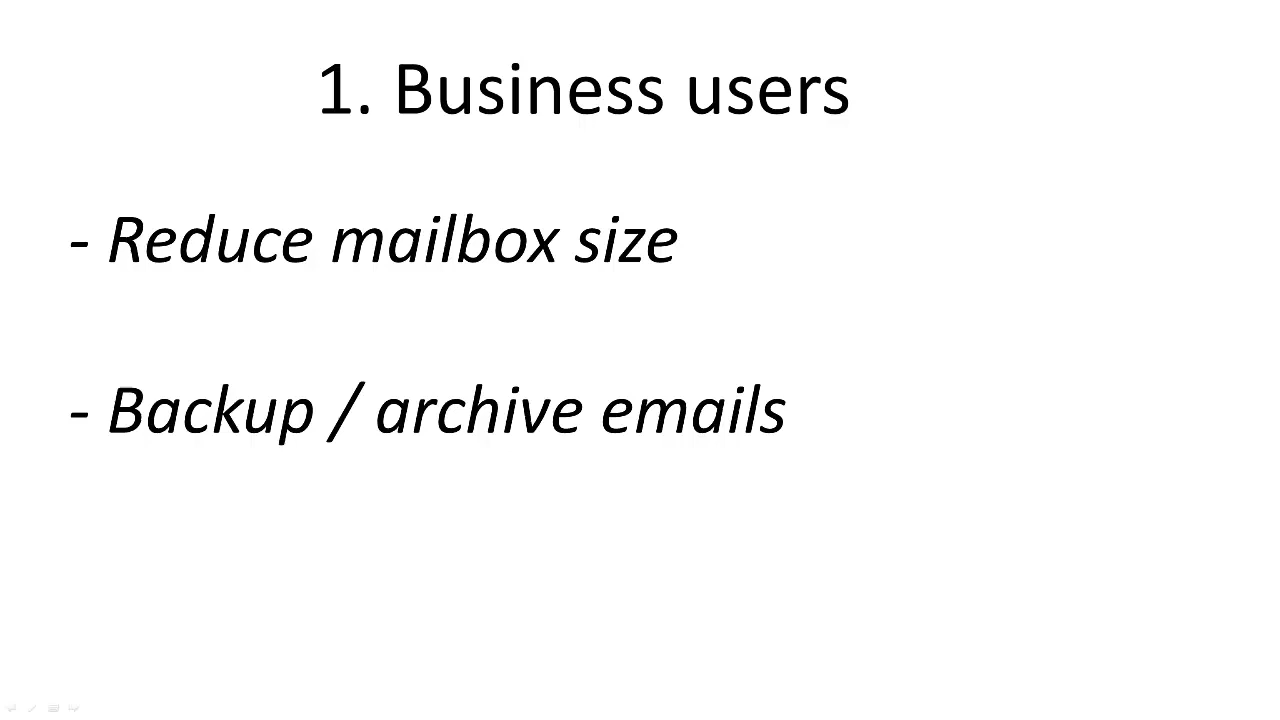 1. Business users
- Reduce mailbox size
- Backup / archive emails